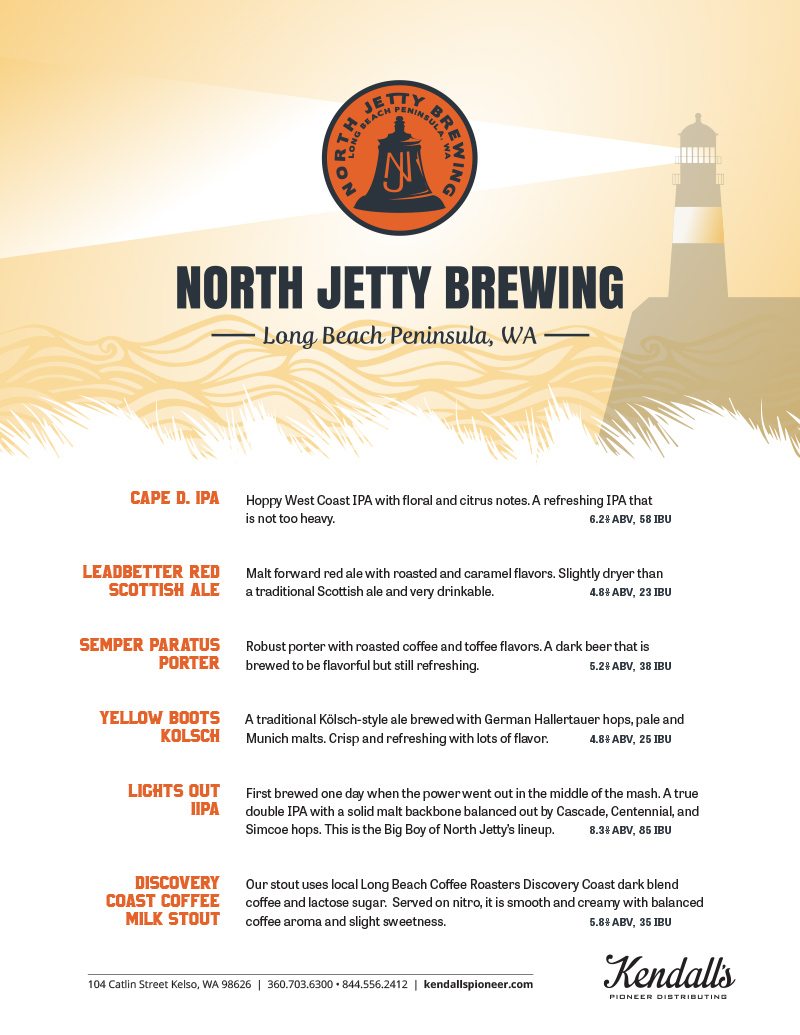 NORTH JETTY BREWING
LONG BEACH PENINSULA, WA
NJ
NORTH JETTY BREWING
Long Beach Peninsula, WA
CAPE D. IPA
Hoppy West Coast IPA with floral and citrus notes. A refreshing IPA that
is not too heavy. 6.2% ABV, 58 IBU
LEADBETTER RED
SCOTTISH ALE
Malt forward red ale with roasted and caramel flavors. Slightly dryer than
a traditional Scottish ale and very drinkable. 4.8% ABV, 23 IBU
SEMPER PARATUS
PORTER
Robust porter with roasted coffee and toffee flavors. A dark beer that is
brewed to be flavorful but still refreshing. 5.2% ABV, 38 IBU
YELLOW BOOTS
KOLSCH
A traditional Kölsch-style ale brewed with German Hallertauer hops, pale and
Munich malts. Crisp and refreshing with lots of flavor. 4.8% ABV, 25 IBU
LIGHTS OUT
IIPA
First brewed one day when the power went out in the middle of the mash. A true
double IPA with a solid malt backbone balanced out by Cascade, Centennial, and
Simcoe hops. This is the Big Boy of North Jetty's lineup. 8.3% ABV, 85 IBU
DISCOVERY
COAST COFFEE
MILK STOUT
Our stout uses local Long Beach Coffee Roasters Discovery Coast dark blend
coffee and lactose sugar. Served on nitro, it is smooth and creamy with balanced
coffee aroma and slight sweetness. 5.8% ABV, 35 IBU
104 Catlin Street Kelso, WA 98626 | 360.703.6300 • 844.556.2412 | kendallspioneer.com
Kendall's
PIONEER DISTRIBUTING